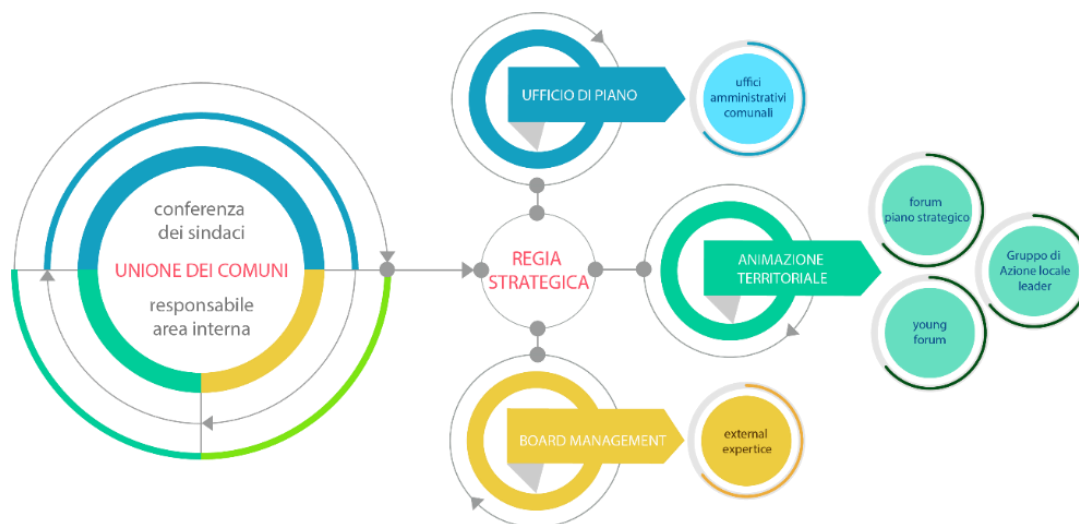 conferenza
dei sindaci
UNIONE DEI COMUNI
responsabile
area interna
REGIA
STRATEGICA
UFFICIO DI PIANO
uffici
amministrativi
comunali
ANIMAZIONE
TERRITORIALE
forum
piano strategico
Gruppo di
Azione locale
leader
young
forum
BOARD MANAGEMENT
external
expertice